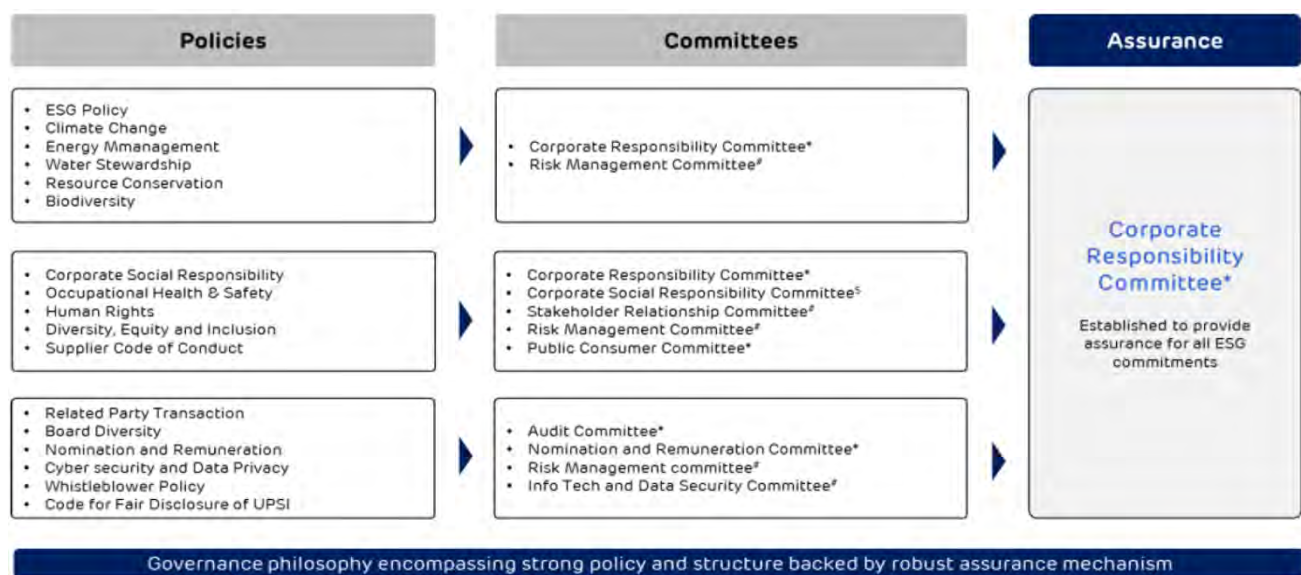 Policies
Committees
Assurance
• ESG Policy
• Climate Change
• Energy Mmanagement
• Water Stewardship
• Resource Conservation
• Biodiversity
• Corporate Responsibility Committee*
• Risk Management Committee#
• Corporate Social Responsibility
• Occupational Health & Safety
• Human Rights
• Diversity, Equity and Inclusion
• Supplier Code of Conduct
• Corporate Responsibility Committee*
• Corporate Social Responsibility Committee$
• Stakeholder Relationship Committee#
• Risk Management Committee#
• Public Consumer Committee*
• Related Party Transaction
• Board Diversity
• Nomination and Remuneration
• Cyber security and Data Privacy
• Whistleblower Policy
• Code for Fair Disclosure of UPSI
• Audit Committee*
• Nomination and Remuneration Committee*
• Risk Management committee#
• Info Tech and Data Security Committee#
Corporate
Responsibility
Committee*
Established to provide
assurance for all ESG
commitments
Governance philosophy encompassing strong policy and structure backed by robust assurance mechanism